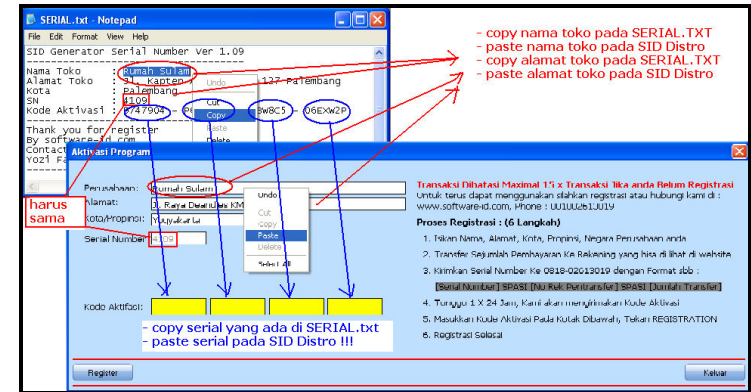 SERIAL.txt - Notepad
File Edit Format View Help
SID Generator Serial Number Ver 1.09
Nama Toko : Rumah Sulam
Alamat Toko : Jl. Kapten 127 Palembang
Kota : Palembang
SN : 4109
Kode Aktivasi : - BW8C5 - O6EXW2P
Thank you for register
By software-id.com
Contact
Yozi
Undo
Cut
Copy
Paste
Delete
- copy nama toko pada SERIAL.TXT
- paste nama toko pada SID Distro
- copy alamat toko pada SERIAL.TXT
- paste alamat toko pada SID Distro
harus
sama
Aktivasi Program
Perusahaan: Rumah Sulam
Alamat: Jl. Raya Deandles KM
Kota/Propinsi: Yogyakarta
Serial Number 4109
Undo
Cut
Copy
Paste
Delete
Select All
Kode Aktifasi:
- copy serial yang ada di SERIAL.txt
- paste serial pada SID Distro !!!
Transaksi Dibatasi Maximal 15 x Transaksi Jika anda Belum Registrasi
Untuk terus dapat menggunakan silahkan registrasi atau hubungi kami di :
www.software-id.com, Phone :
Proses Registrasi : (6 Langkah)
1. Isikan Nama, Alamat, Kota, Propinsi, Negara Perusahaan anda
2. Transfer Sejumlah Pembayaran Ke Rekening yang bisa di lihat di website
3. Kirimkan Serial Number Ke 0818-02613019 dengan Format sbb :
[Serial Number] SPASI [No Rek Pentransfer] SPASI [Jumlah Transfer]
4. Tunggu 1 X 24 Jam, Kami akan mengirimakan Kode Aktivasi
5. Masukkan Kode Aktivasi Pada Kotak Dibawah, Tekan REGISTRATION
6. Registrasi Selesai
Register
Keluar